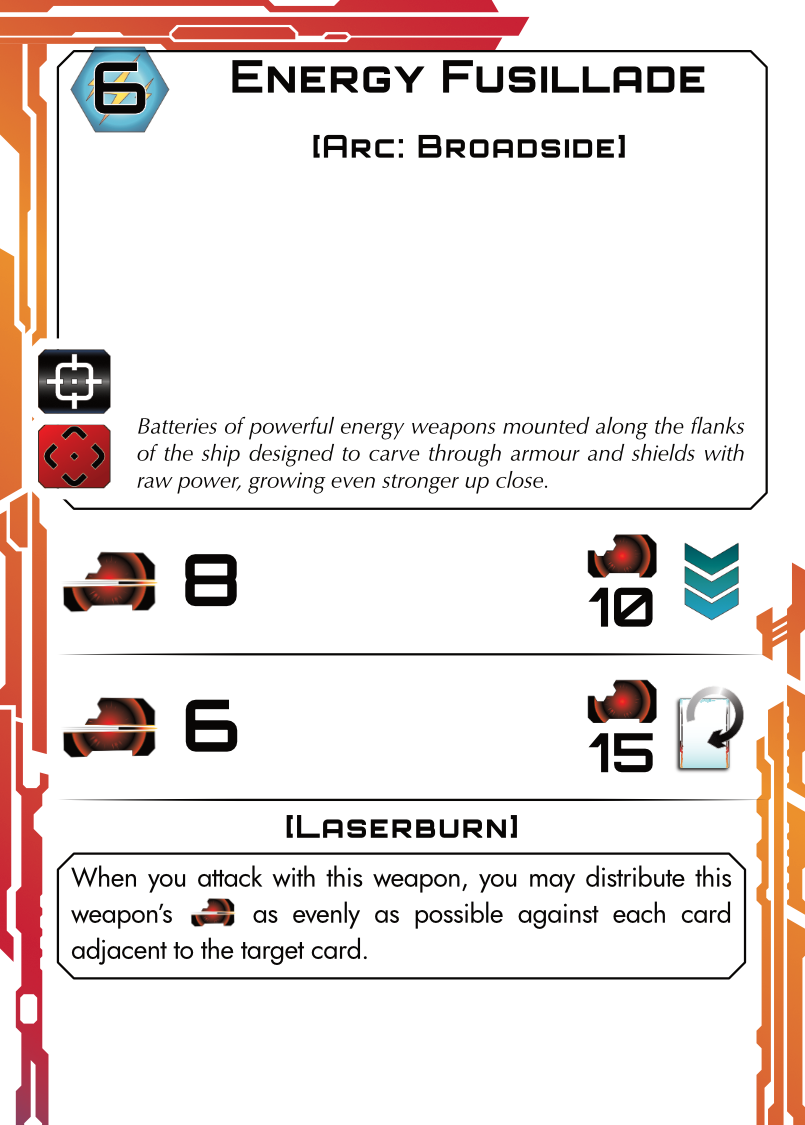 6
ENERGY FUSILLADE
[ARC: BROADSIDE]
Batteries of powerful energy weapons mounted along the flanks
of the ship designed to carve through armour and shields with
raw power, growing even stronger up close.
8
10
6
15
[LASERBURN]
When you attack with this weapon, you may distribute this
weapon's as evenly as possible against each card
adjacent to the target card.